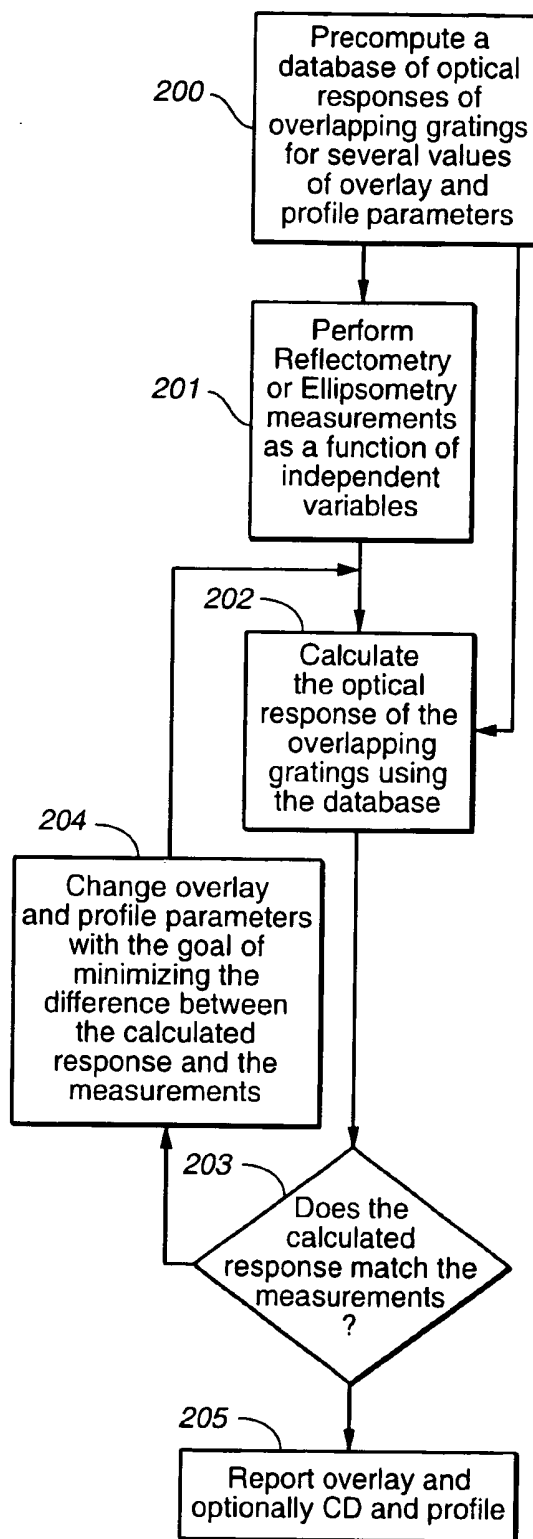 200
Precompute a
database of optical
responses of
overlapping gratings
for several values
of overlay and
profile parameters
201
Perform
Reflectometry
or Ellipsometry
measurements
as a function of
independent
variables
202
Calculate
the optical
response of the
overlapping
gratings using
the database
204
Change overlay
and profile parameters
with the goal of
minimizing the
difference between
the calculated
response and the
measurements
203
Does the
calculated
response match the
measurements
?
205
Report overlay and
optionally CD and profile